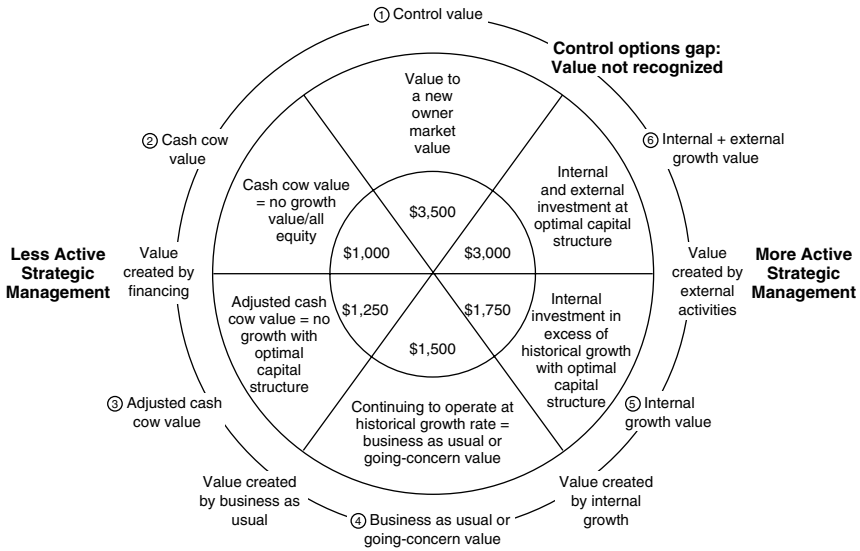 ① Control value
Control options gap:
Value not recognized
Value to
a new
owner
market
value
② Cash cow
value
⑥ Internal + external
growth value
Cash cow value
= no growth
value/all
equity
Internal
and external
investment at
optimal capital
structure
$3,500
$1,000
$3,000
Less Active
Strategic
Management
Value
created by
financing
Value
created by
external
activities
More Active
Strategic
Management
Adjusted cash
cow value = no
growth with
optimal
capital
structure
$1,250
$1,750
$1,500
Internal
investment in
excess of
historical growth
with optimal
capital
structure
③ Adjusted cash
cow value
Continuing to operate at
historical growth rate =
business as usual or
going-concern value
⑤ Internal
growth value
Value created
by business as
usual
Value created
by internal
growth
④ Business as usual or
going-concern value